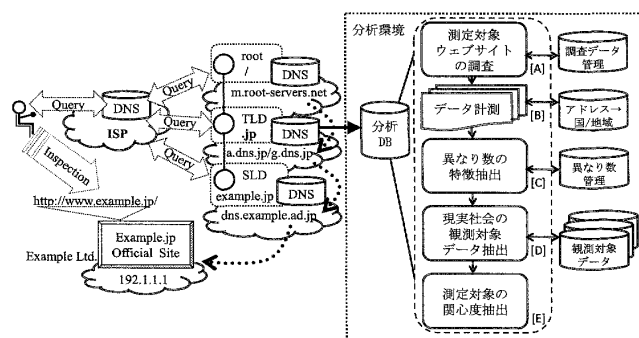 root
/
DNS
m.root-servers.net
Query
Query
DNS
ISP
Query
TLD
.jp
DNS
a.dns.jp/g.dns.jp
Query
SLD
example.jp
DNS
dns.example.ad.jp
Inspection
http://www.example.jp/
Example Ltd.
Example.jp
Official Site
192.1.1.1
分析環境
分析
DB
測定対象
ウェブサイト
の調査
[A]
調査データ
管理
データ計測
[B]
アドレス→
国/地域
異なり数の
特徴抽出
[C]
異なり数
管理
現実社会の
観測対象
データ抽出
[D]
観測対象
データ
測定対象の
関心度抽出
[E]